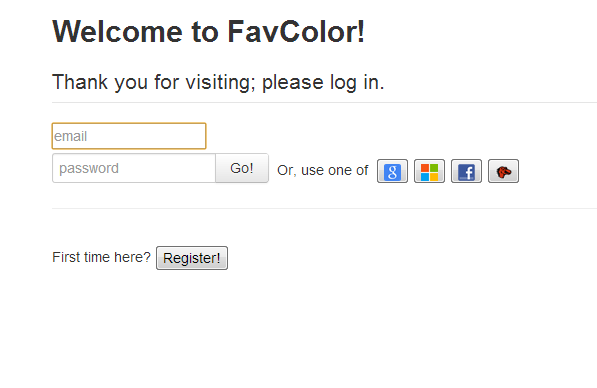 Welcome to FavColor!
Thank you for visiting; please log in.
email
password Go! Or, use one of g f
First time here? Register!